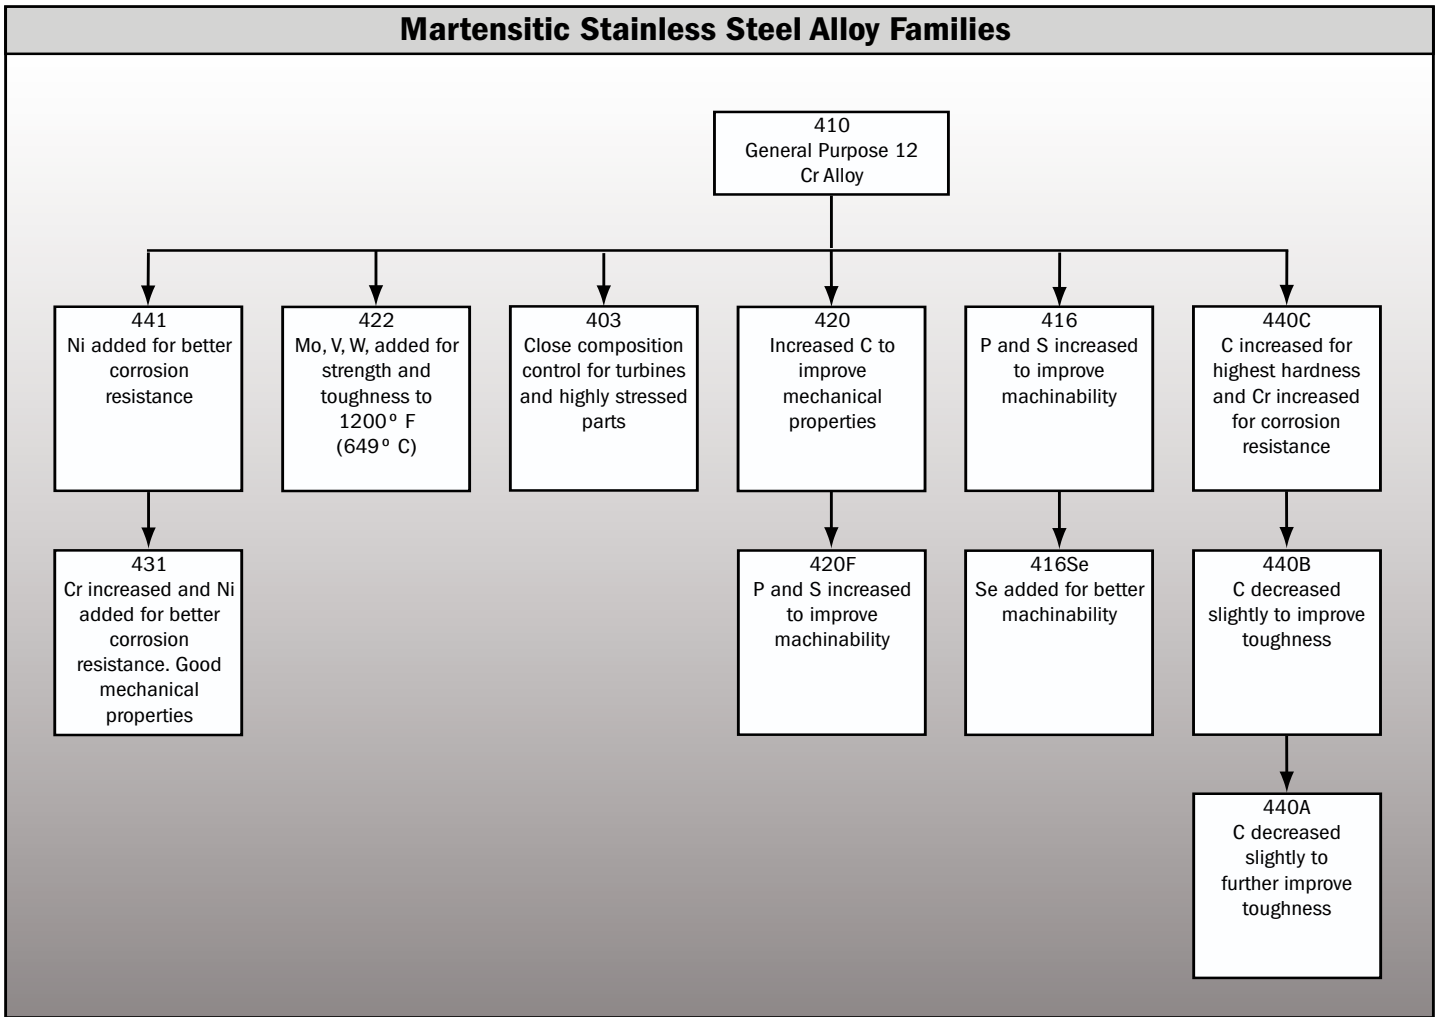 Martensitic Stainless Steel Alloy Families
410
General Purpose 12
Cr Alloy
441
Ni added for better
corrosion
resistance
422
Mo, V, W, added for
strength and
toughness to
1200º F
(649º C)
403
Close composition
control for turbines
and highly stressed
parts
420
Increased C to
improve
mechanical
properties
416
P and S increased
to improve
machinability
440C
C increased for
highest hardness
and Cr increased
for corrosion
resistance
431
Cr increased and Ni
added for better
corrosion
resistance. Good
mechanical
properties
420F
P and S increased
to improve
machinability
416Se
Se added for better
machinability
440B
C decreased
slightly to improve
toughness
440A
C decreased
slightly to
further improve
toughness